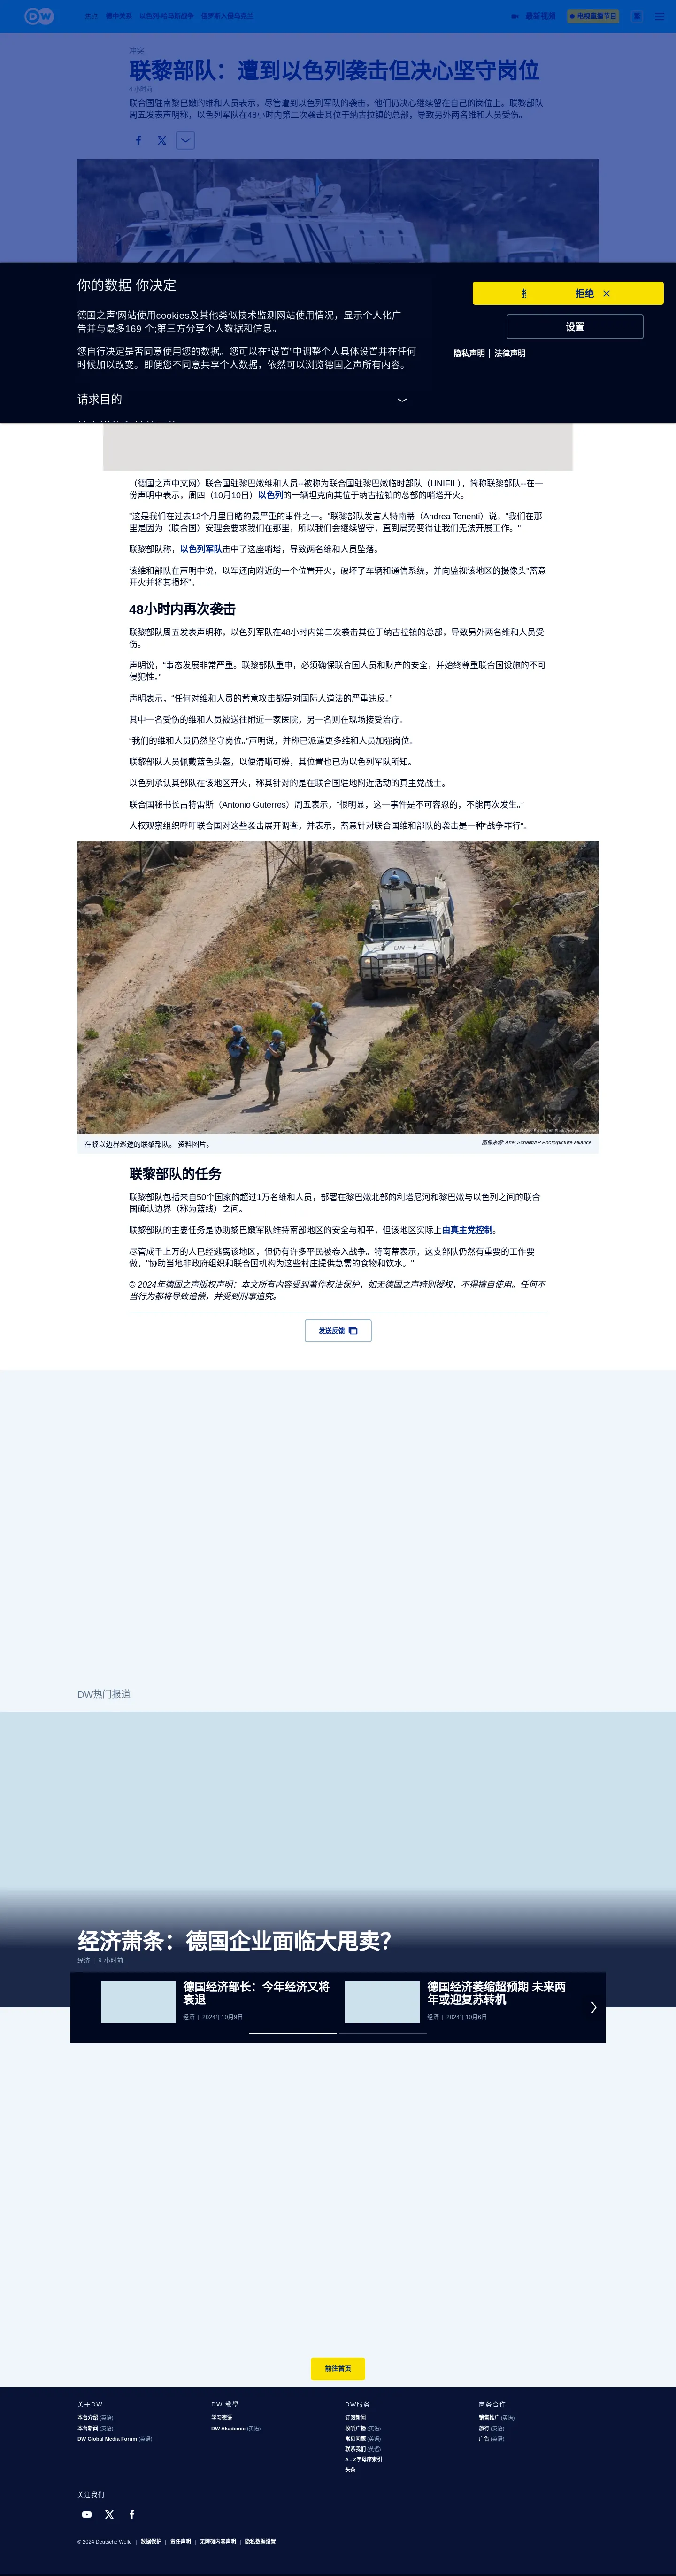 DW
焦点
德中关系
以色列-哈马斯战争
俄罗斯入侵乌克兰
最新视频
电视直播节目
冲突
联黎部队：遭到以色列袭击但决心坚守岗位
4 小时前
联合国驻南黎巴嫩的维和人员表示，尽管遭到以色列军队的袭击，他们仍决心继续留在自己的岗位上。联黎部队
周五发表声明称，以色列军队在48小时内第二次袭击其位于纳古拉镇的总部，导致另外两名维和人员受伤。
UN
你的数据 你决定
德国之声'网站使用cookies及其他类似技术监测网站使用情况，显示个人化广
告并与最多169 个;第三方分享个人数据和信息。
您自行决定是否同意使用您的数据。您可以在“设置”中调整个人具体设置并在任何
时候加以改变。即便您不同意共享个人数据，依然可以浏览德国之声所有内容。
请求目的
拒绝
设置
隐私声明 | 法律声明
（德国之声中文网）联合国驻黎巴嫩维和人员--被称为联合国驻黎巴嫩临时部队（UNIFIL），简称联黎部队--在一
份声明中表示，周四（10月10日）以色列的一辆坦克向其位于纳古拉镇的总部的哨塔开火。
"这是我们在过去12个月里目睹的最严重的事件之一。"联黎部队发言人特南蒂（Andrea Tenenti）说，"我们在那
里是因为（联合国）安理会要求我们在那里，所以我们会继续留守，直到局势变得让我们无法开展工作。"
联黎部队称，以色列军队击中了这座哨塔，导致两名维和人员坠落。
该维和部队在声明中说，以军还向附近的一个位置开火，破坏了车辆和通信系统，并向监视该地区的摄像头"蓄意
开火并将其损坏"。
48小时内再次袭击
联黎部队周五发表声明称，以色列军队在48小时内第二次袭击其位于纳古拉镇的总部，导致另外两名维和人员受
伤。
声明说，“事态发展非常严重。联黎部队重申，必须确保联合国人员和财产的安全，并始终尊重联合国设施的不可
侵犯性。”
声明表示，“任何对维和人员的蓄意攻击都是对国际人道法的严重违反。”
其中一名受伤的维和人员被送往附近一家医院，另一名则在现场接受治疗。
“我们的维和人员仍然坚守岗位。”声明说，并称已派遣更多维和人员加强岗位。
联黎部队人员佩戴蓝色头盔，以便清晰可辨，其位置也已为以色列军队所知。
以色列承认其部队在该地区开火，称其针对的是在联合国驻地附近活动的真主党战士。
联合国秘书长古特雷斯（Antonio Guterres）周五表示，“很明显，这一事件是不可容忍的，不能再次发生。”
人权观察组织呼吁联合国对这些袭击展开调查，并表示，蓄意针对联合国维和部队的袭击是一种“战争罪行”。
UN
在黎以边界巡逻的联黎部队。 资料图片。
图像来源: Ariel Schalit/AP Photo/picture alliance
联黎部队的任务
联黎部队包括来自50个国家的超过1万名维和人员，部署在黎巴嫩北部的利塔尼河和黎巴嫩与以色列之间的联合
国确认边界（称为蓝线）之间。
联黎部队的主要任务是协助黎巴嫩军队维持南部地区的安全与和平，但该地区实际上由真主党控制。
尽管成千上万的人已经逃离该地区，但仍有许多平民被卷入战争。特南蒂表示，这支部队仍然有重要的工作要
做，"协助当地非政府组织和联合国机构为这些村庄提供急需的食物和饮水。"
© 2024年德国之声版权声明：本文所有内容受到著作权法保护，如无德国之声特别授权，不得擅自使用。任何不
当行为都将导致追偿，并受到刑事追究。
发送反馈
DW热门报道
经济萧条：德国企业面临大甩卖？
经济 | 9 小时前
德国经济部长：今年经济又将
衰退
经济 | 2024年10月9日
德国经济萎缩超预期 未来两
年或迎复苏转机
经济 | 2024年10月6日
前往首页
关于DW
本台介绍 (英语)
本台新闻 (英语)
DW Global Media Forum (英语)
DW 教學
学习德语
DW Akademie (英语)
DW服务
订阅新闻
收听广播 (英语)
常见问题 (英语)
联系我们 (英语)
A - Z字母序索引
头条
商务合作
销售推广 (英语)
旅行 (英语)
广告 (英语)
关注我们
© 2024 Deutsche Welle | 数据保护 | 责任声明 | 无障碍内容声明 | 隐私数据设置